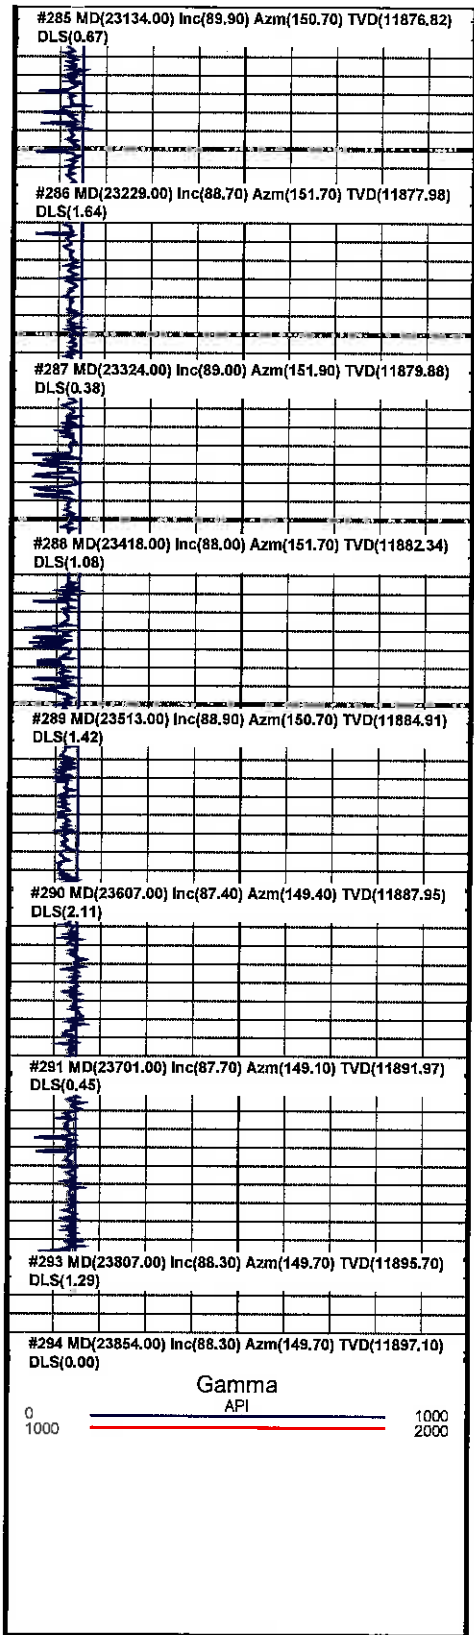 #285 MD(23134.00) Inc(89.90) Azm(150.70) TVD(11876.82)
DLS(0.67)
#286 MD(23229.00) Inc(88.70) Azm(151.70) TVD(11877.98)
DLS(1.64)
#287 MD(23324.00) Inc(89.00) Azm(151.90) TVD(11879.88)
DLS(0.38)
#288 MD(23418.00) Inc(88.00) Azm(151.70) TVD(11882.34)
DLS(1.08)
#289 MD(23513.00) Inc(88.90) Azm(150.70) TVD(11884.91)
DLS(1.42)
#290 MD(23607.00) Inc(87.40) Azm(149.40) TVD(11887.95)
DLS(2.11)
#291 MD(23701.00) Inc(87.70) Azm(149.10) TVD(11891.97)
DLS(0.45)
#293 MD(23807.00) Inc(88.30) Azm(149.70) TVD(11895.70)
DLS(1.29)
#294 MD(23854.00) Inc(88.30) Azm(149.70) TVD(11897.10)
DLS(0.00)
Gamma
API
0 1000
1000 2000